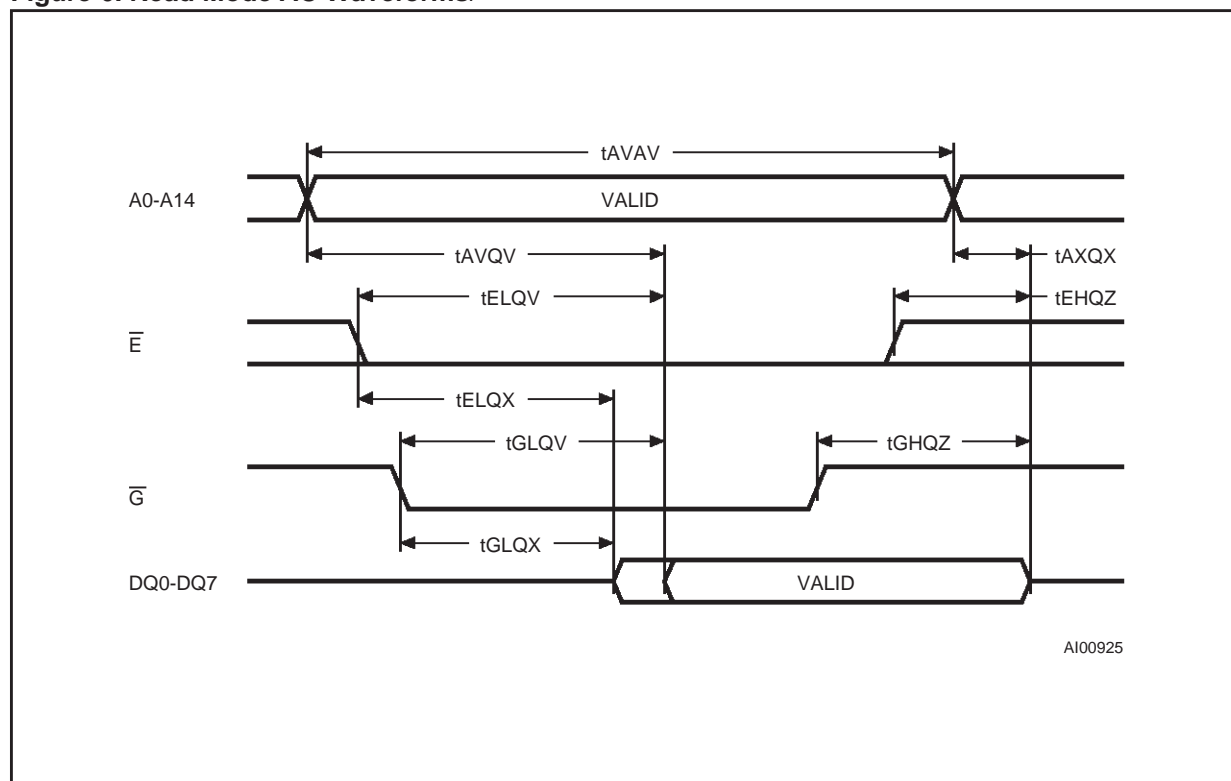 tAVAV
A0-A14
VALID
tAVQV
tAXQX
tELQV
tEHQZ
E
tELQX
tGLQV
tGHQZ
G
tGLQX
DQ0-DQ7
VALID
AI00925